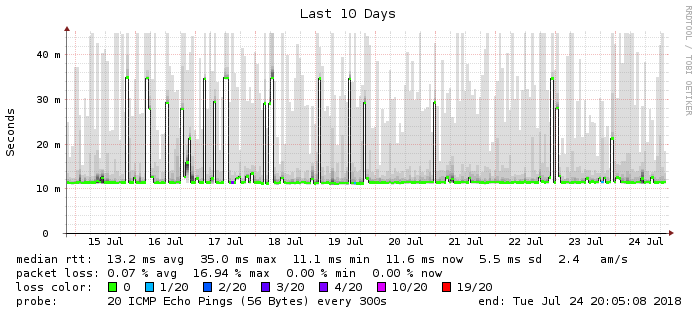 Last 10 Days
RRDTOOL / TOBI OETIKER
Seconds
40 m
30 m
20 m
10 m
0
15 Jul 16 Jul 17 Jul 18 Jul 19 Jul 20 Jul 21 Jul 22 Jul 23 Jul 24 Jul
median rtt: 13.2 ms avg 35.0 ms max 11.1 ms min 11.6 ms now 5.5 ms sd 2.4 am/s
packet loss: 0.07 % avg 16.94 % max 0.00 % min 0.00 % now
loss color: 0 1/20 2/20 3/20 4/20 10/20 19/20
probe: 20 ICMP Echo Pings (56 Bytes) every 300s end: Tue Jul 24 20:05:08 2018